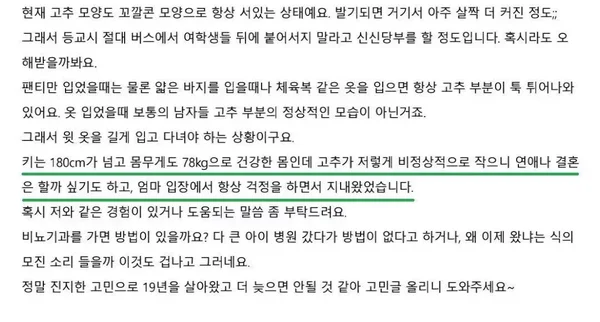 현재 고추 모양도 꼬깔콘 모양으로 항상 서있는 상태예요. 발기되면 거기서 아주 살짝 더 커진 정도;;
그래서 등교시 절대 버스에서 여학생들 뒤에 붙어서지 말라고 신신당부를 할 정도입니다. 혹시라도 오
해받을까봐요.
팬티만 입었을때는 물론 얇은 바지를 입을때나 체육복 같은 옷을 입으면 항상 고추 부분이 툭 튀어나와
있어요. 옷 입었을때 보통의 남자들 고추 부분의 정상적인 모습이 아닌거죠.
그래서 윗 옷을 길게 입고 다녀야 하는 상황이구요.
키는 180cm가 넘고 몸무게도 78kg으로 건강한 몸인데 고추가 저렇게 비정상적으로 작으니 연애나 결혼
은 할까 싶기도 하고, 엄마 입장에서 항상 걱정을 하면서 지내왔었습니다.
혹시 저와 같은 경험이 있거나 도움되는 말씀 좀 부탁드려요.
비뇨기과를 가면 방법이 있을까요? 다 큰 아이 병원 갔다가 방법이 없다고 하거나, 왜 이제 왔냐는 식의
모진 소리 들을까 이것도 겁나고 그러네요.
정말 진지한 고민으로 19년을 살아왔고 더 늦으면 안될 것 같아 고민글 올리니 도와주세요~